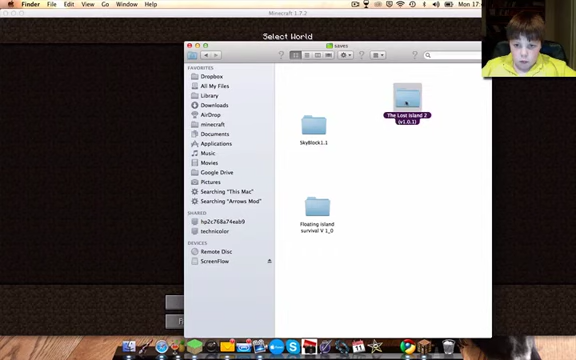 Finder File Edit View Go Window Help
Mon 17
Minecraft 1.7.2
Select World
saves
FAVORITES
Dropbox
All My Files
Library
Downloads
AirDrop
minecraft
Documents
Applications
Music
Movies
Google Drive
Pictures
Searching "This Mac"
Searching "Arrows Mod"
SHARED
hp2c768a74eab9
technicolor
DEVICES
Remote Disc
ScreenFlow
The Lost Island 2
(v1.0.1)
SkyBlock1.1
Floating island
survival V 1_0